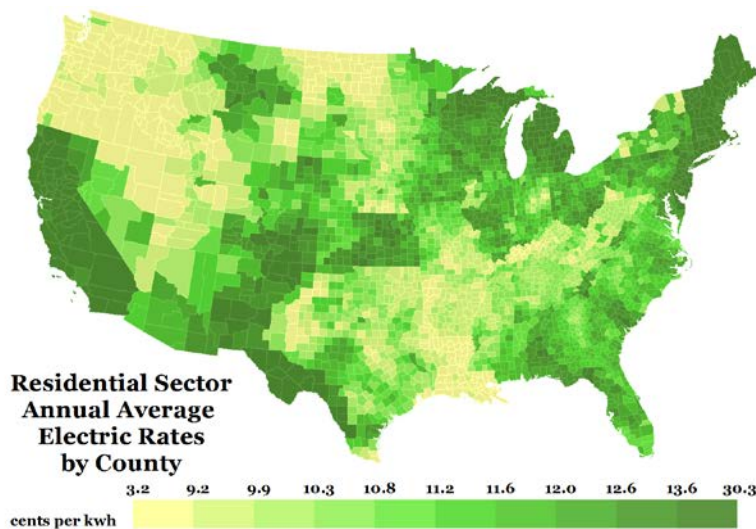 Residential Sector
Annual Average
Electric Rates
by County
3.2 9.2 9.9 10.3 10.8 11.2 11.6 12.0 12.6 13.6 30.3
cents per kwh